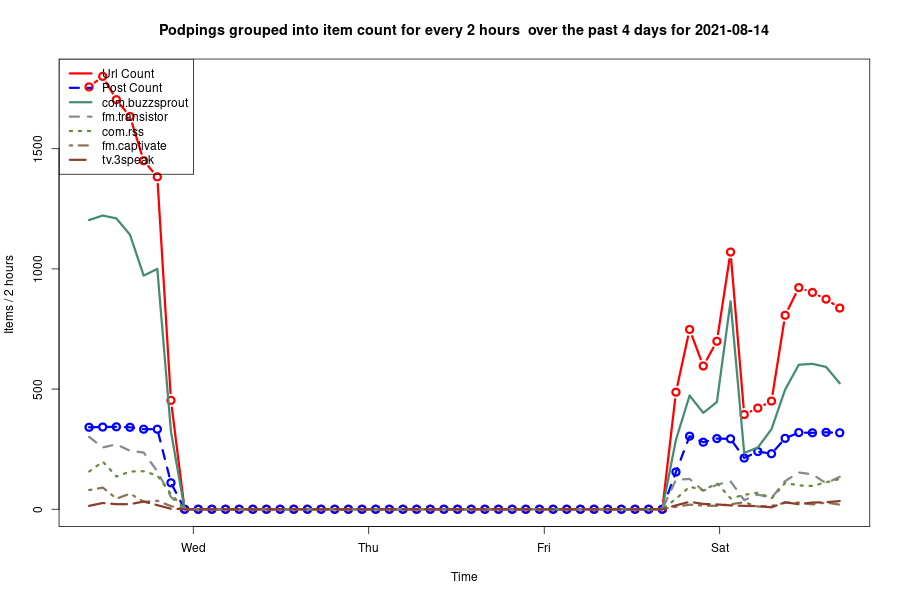 Podpings grouped into item count for every 2 hours  over the past 4 days for 2021-08-14
Url Count
Post Count
com.buzzsprout
fm.transistor
com.rss
fm.captivate
tv.3speak
1500
1000
500
0
Items / 2 hours
Wed
Thu
Fri
Sat
Time